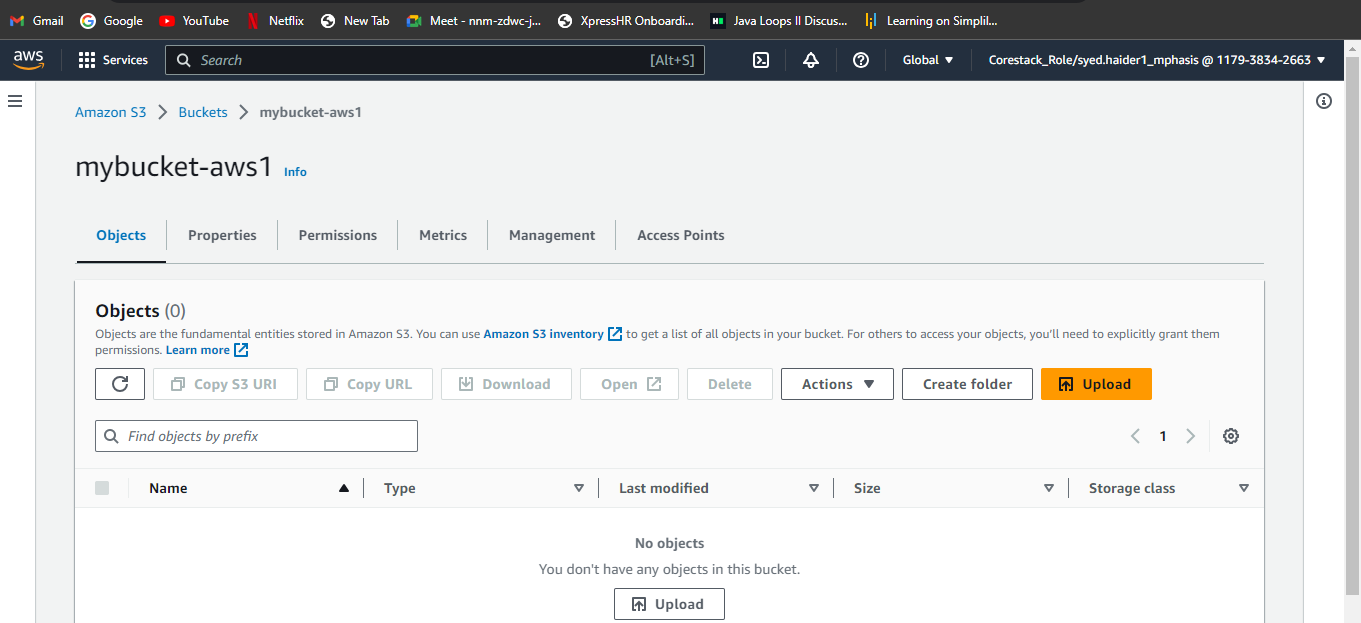 Gmail Google YouTube Netflix New Tab Meet - nnm-zdwc-j... XpressHR Onboardi... Java Loops II Discus... Learning on Simplil...
aws Services Search [Alt+S] Global Corestack_Role/syed.haider1_mphasis @ 1179-3834-2663
Amazon S3 Buckets mybucket-aws1
mybucket-aws1 Info
Objects Properties Permissions Metrics Management Access Points
Objects (0)
Objects are the fundamental entities stored in Amazon S3. You can use Amazon S3 inventory to get a list of all objects in your bucket. For others to access your objects, you'll need to explicitly grant them
permissions. Learn more
Copy S3 URI Copy URL Download Open Delete Actions Create folder Upload
Find objects by prefix 1
Name Type Last modified Size Storage class
No objects
You don't have any objects in this bucket.
Upload